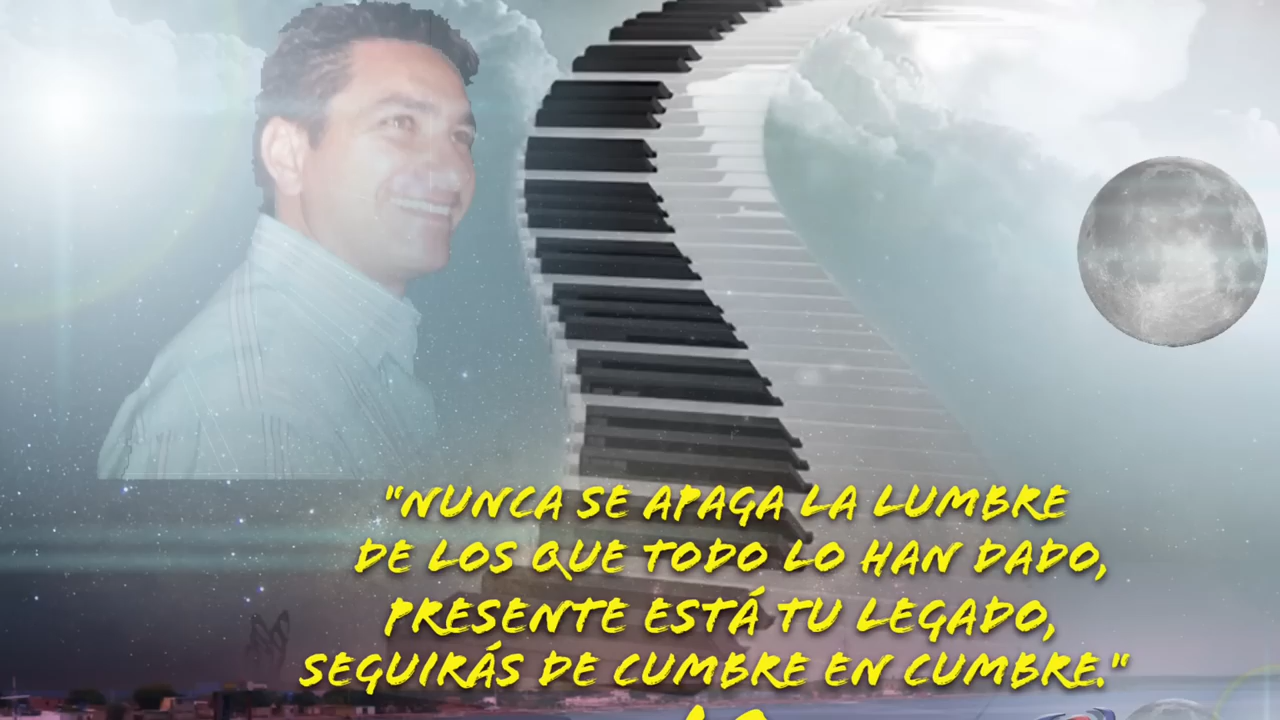 "NUNCA SE APAGA LA LUMBRE
DE LOS QUE TODO LO HAN DADO,
PRESENTE ESTÁ TU LEGADO,
SEGUIRÁS DE CUMBRE EN CUMBRE."